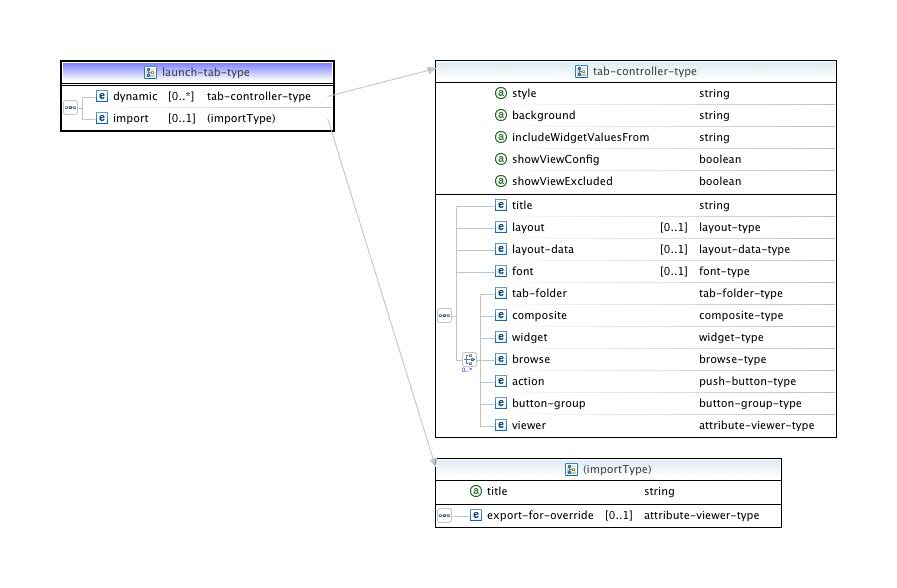 launch-tab-type
e dynamic [0..*] tab-controller-type
e import [0..1] (importType)
tab-controller-type
a style string
a background string
a includeWidgetValuesFrom string
a showViewConfig boolean
a showViewExcluded boolean
e title string
e layout [0..1] layout-type
e layout-data [0..1] layout-data-type
e font [0..1] font-type
e tab-folder tab-folder-type
e composite composite-type
e widget widget-type
e browse browse-type
e action push-button-type
e button-group button-group-type
e viewer attribute-viewer-type
(importType)
a title string
e export-for-override [0..1] attribute-viewer-type